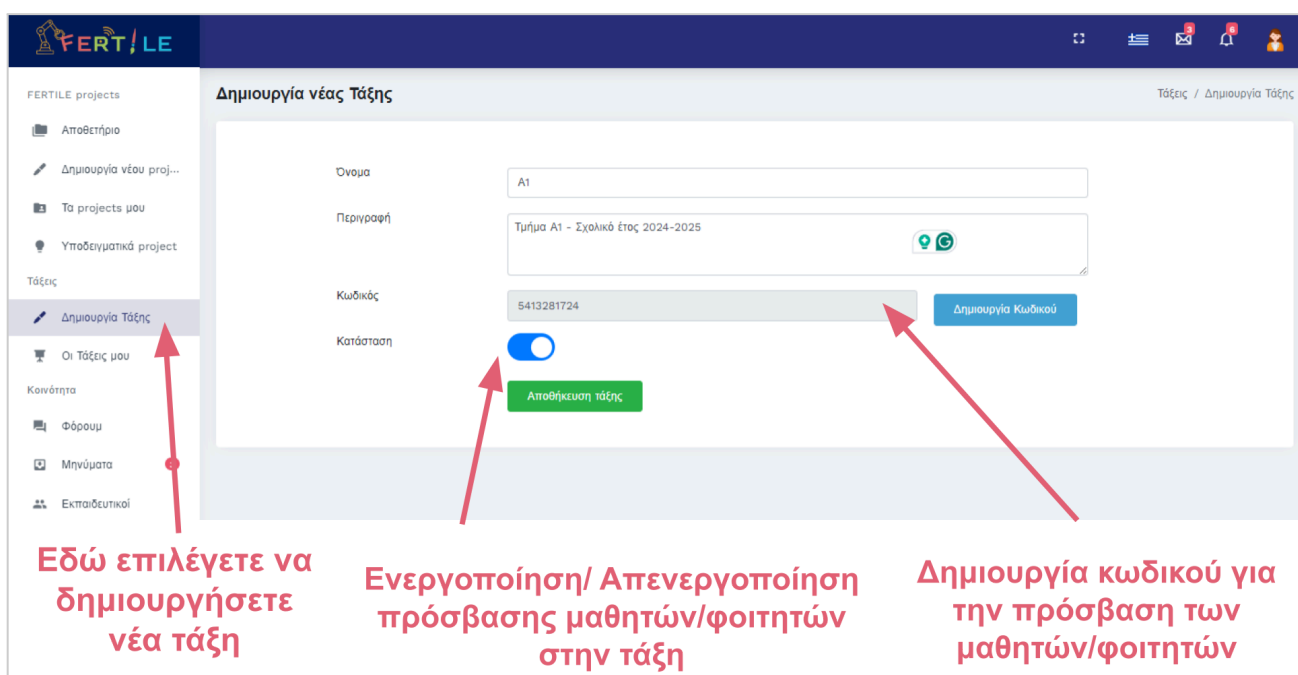 FERTILE
3
6
FERTILE projects
Δημιουργία νέας Τάξης
Τάξεις / Δημιουργία Τάξης
Αποθετήριο
Δημιουργία νέου proj...
Τα projects μου
Υποδειγματικά project
Τάξεις
Δημιουργία Τάξης
Οι Τάξεις μου
Κοινότητα
Φόρουμ
Μηνύματα
Εκπαιδευτικοί
Όνομα
A1
Περιγραφή
Τμήμα Α1 - Σχολικό έτος 2024-2025
Κωδικός
5413281724
Δημιουργία Κωδικού
Κατάσταση
Αποθήκευση τάξης
Εδώ επιλέγετε να
δημιουργήσετε
νέα τάξη
Ενεργοποίηση/ Απενεργοποίηση
πρόσβασης μαθητών/φοιτητών
στην τάξη
Δημιουργία κωδικού για
την πρόσβαση των
μαθητών/φοιτητών